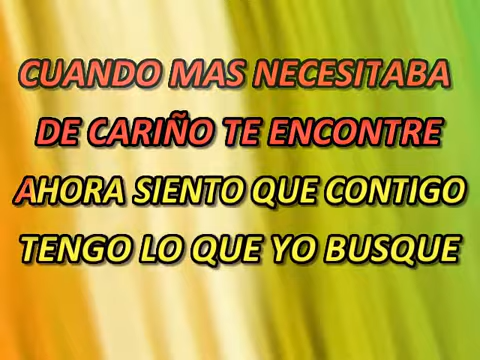 CUANDO MAS NECESITABA
DE CARIÑO TE ENCONTRE
AHORA SIENTO QUE CONTIGO
TENGO LO QUE YO BUSQUE